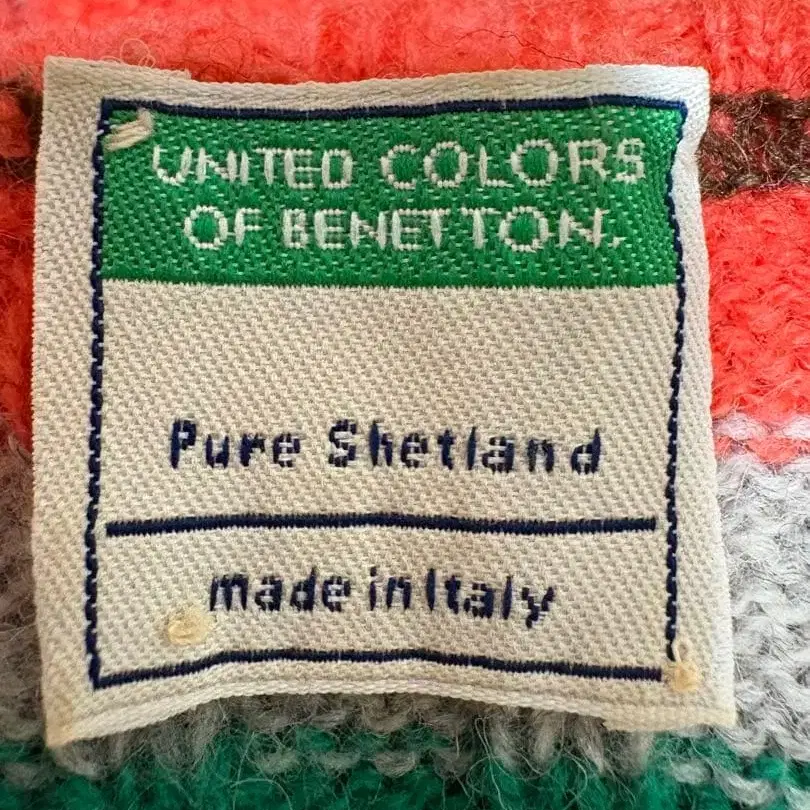 UNITED COLORS
OF BENETTON.
Pure Shetland
made in Italy